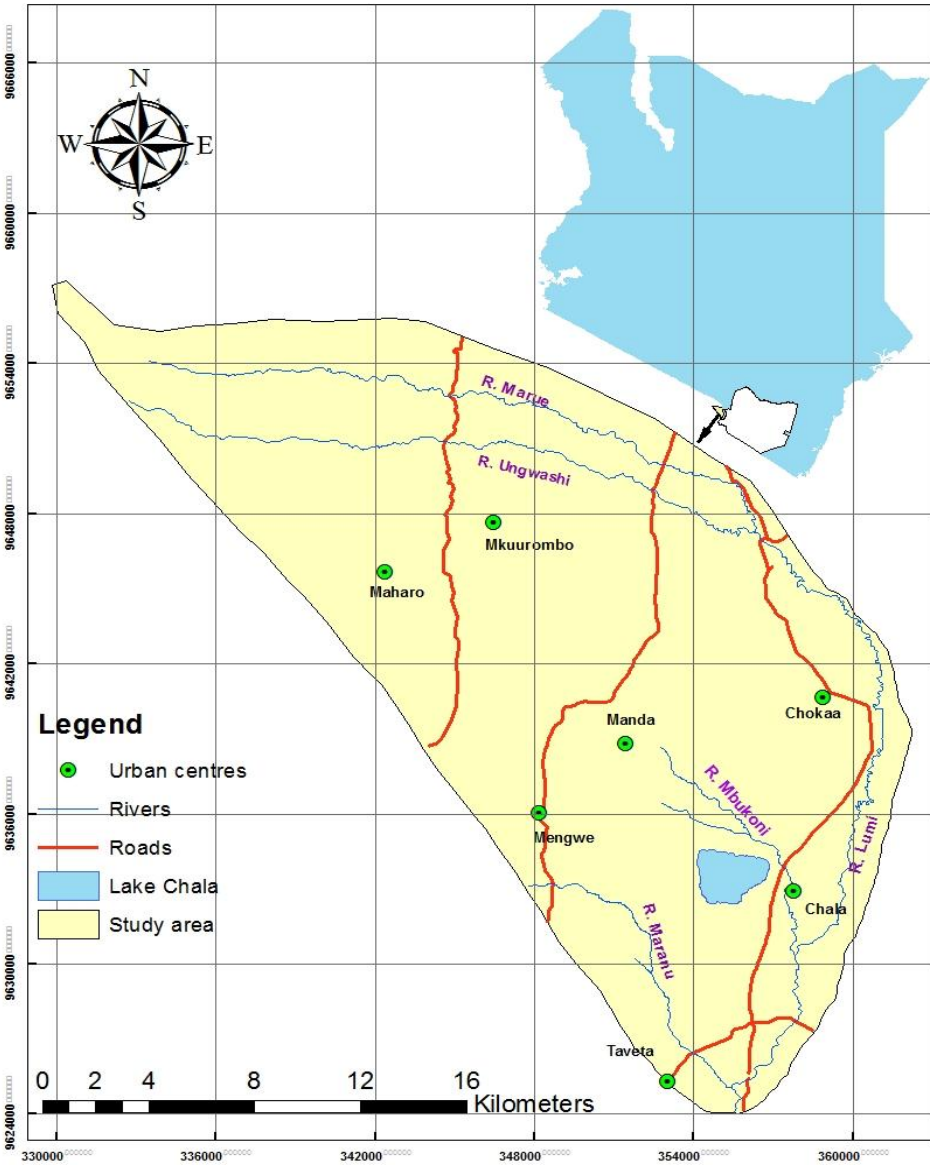 N
W E
S
R. Marue
R. Ungwashi
Mkuurombo
Maharo
Chokaa
Manda
R. Mbukoni
Mengwe
R. Lumi
Chala
R. Maranu
Taveta
Legend
Urban centres
Rivers
Roads
Lake Chala
Study area
0 2 4 8 12 16
Kilometers
9666000
9660000
9654000
9648000
9642000
9636000
9630000
9624000
330000 336000 342000 348000 354000 360000